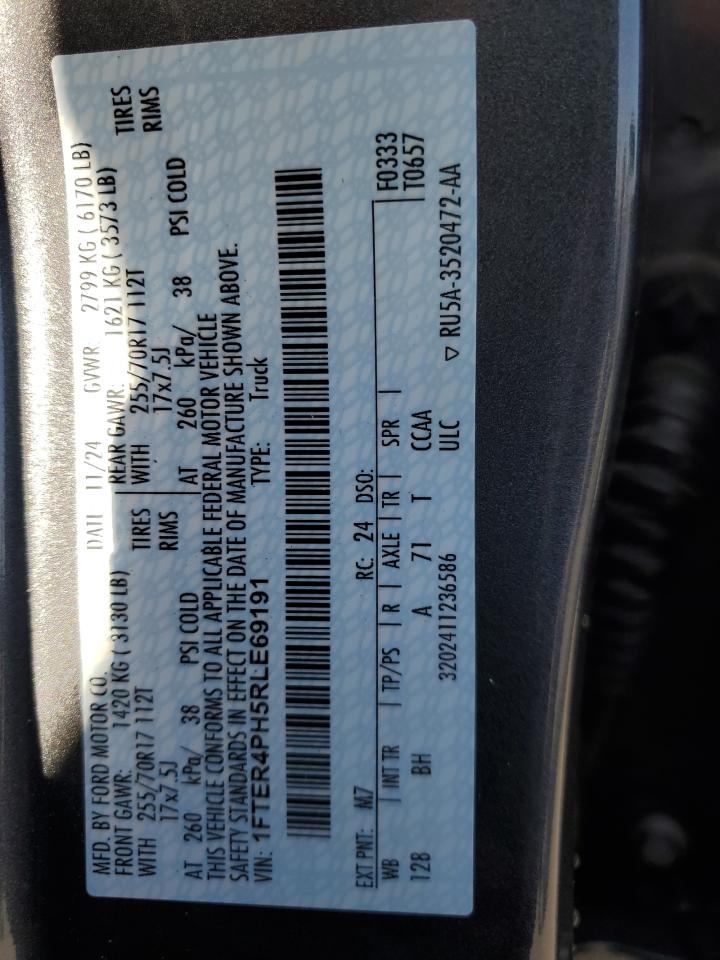 MFD. BY FORD MOTOR CO. DATE 11/24 GVWR: 2799 KG ( 6170 LB)
FRONT GAWR: 1420 KG ( 3130 LB) REAR GAWR: 1621 KG ( 3573 LB)
WITH 255/70R17 112T TIRES WITH 255/70R17 112T TIRES
17x7.5J RIMS 17x7.5J RIMS
AT 260 kPa/ 38 PSI COLD AT 260 kPa/ 38 PSI COLD
THIS VEHICLE CONFORMS TO ALL APPLICABLE FEDERAL MOTOR VEHICLE
SAFETY STANDARDS IN EFFECT ON THE DATE OF MANUFACTURE SHOWN ABOVE.
VIN: 1FTER4PH5RLE69191 TYPE: Truck
EXT PNT: M7 RC: 24 DSO: F0333
WB | INT TR | TP/PS | R | AXLE | TR | SPR | T0657
128 BH A 71 T CCAA
3202411236586 ULC ▽ RU5A-3520472-AA